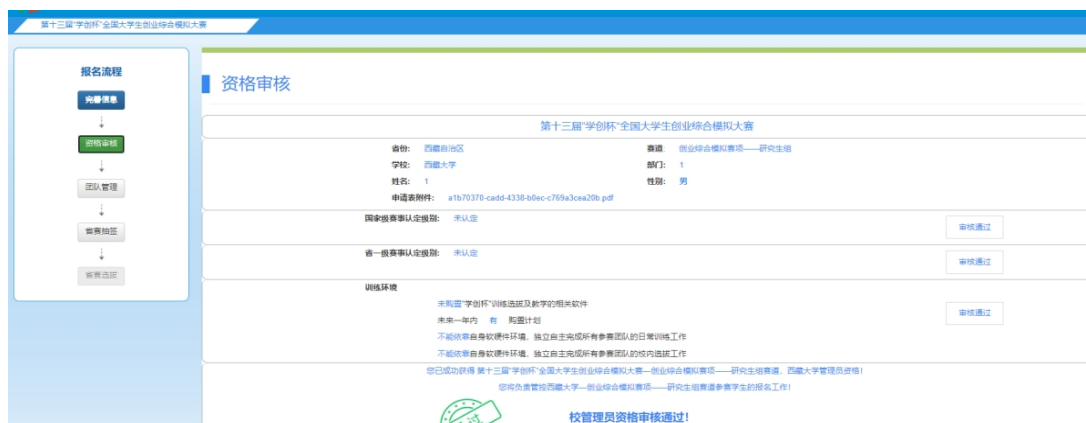 第十三届"学创杯"全国大学生创业综合模拟大赛
报名流程
完善信息
资格审核
团队管理
省赛抽签
省赛选拔
资格审核
第十三届"学创杯"全国大学生创业综合模拟大赛
省份: 西藏自治区 赛道: 创业综合模拟赛项——研究生组
学校: 西藏大学 部门: 1
姓名: 1 性别: 男
申请表附件: a1b70370-cadd-4338-b0ec-c769a3cea20b.pdf
国家级赛事认定级别: 未认定 审核通过
省一级赛事认定级别: 未认定 审核通过
训练环境
未购置"学创杯"训练选拔及教学的相关软件 审核通过
未来一年内 有 购置计划
不能依靠自身软硬件环境，独立自主完成所有参赛团队的日常训练工作
不能依靠自身软硬件环境，独立自主完成所有参赛团队的校内选拔工作
您已成功获得 第十三届"学创杯"全国大学生创业综合模拟大赛—创业综合模拟赛项——研究生组赛道，西藏大学管理员资格!
您将负责管控西藏大学—创业综合模拟赛项——研究生组赛道参赛学生的报名工作!
过
校管理员资格审核通过!